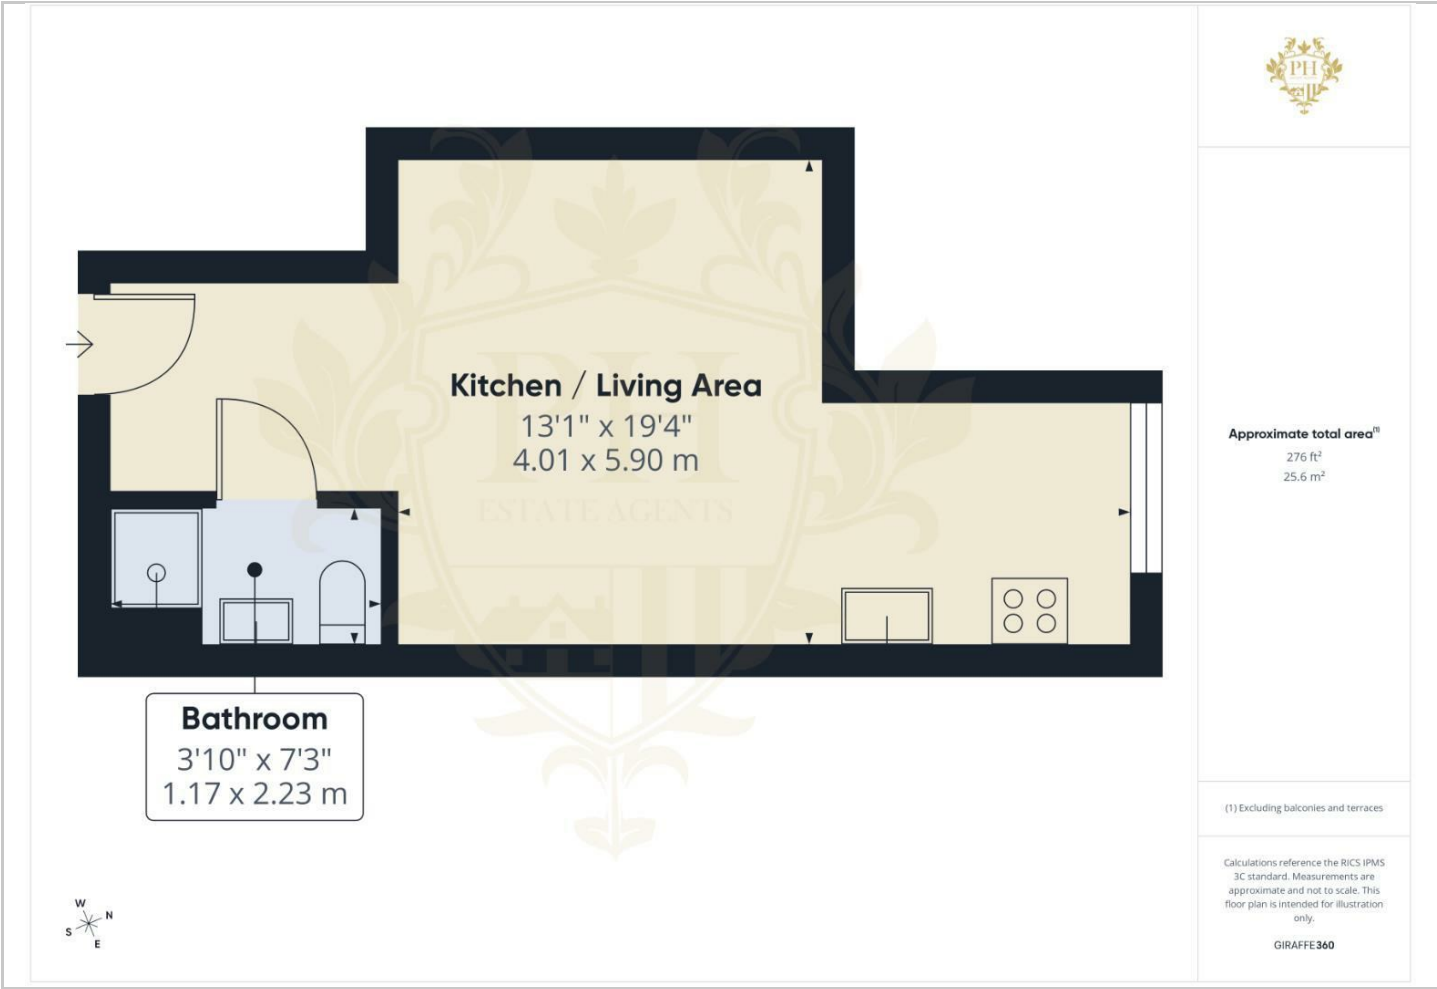 PH
Kitchen / Living Area
13'1" x 19'4"
4.01 x 5.90 m
PH
ESTATE AGENTS
Bathroom
3'10" x 7'3"
1.17 x 2.23 m
W
N
S
E
Approximate total area⁽¹⁾
276 ft²
25.6 m²
(1) Excluding balconies and terraces
Calculations reference the RICS IPMS
3C standard. Measurements are
approximate and not to scale. This
floor plan is intended for illustration
only.
GIRAFFE360